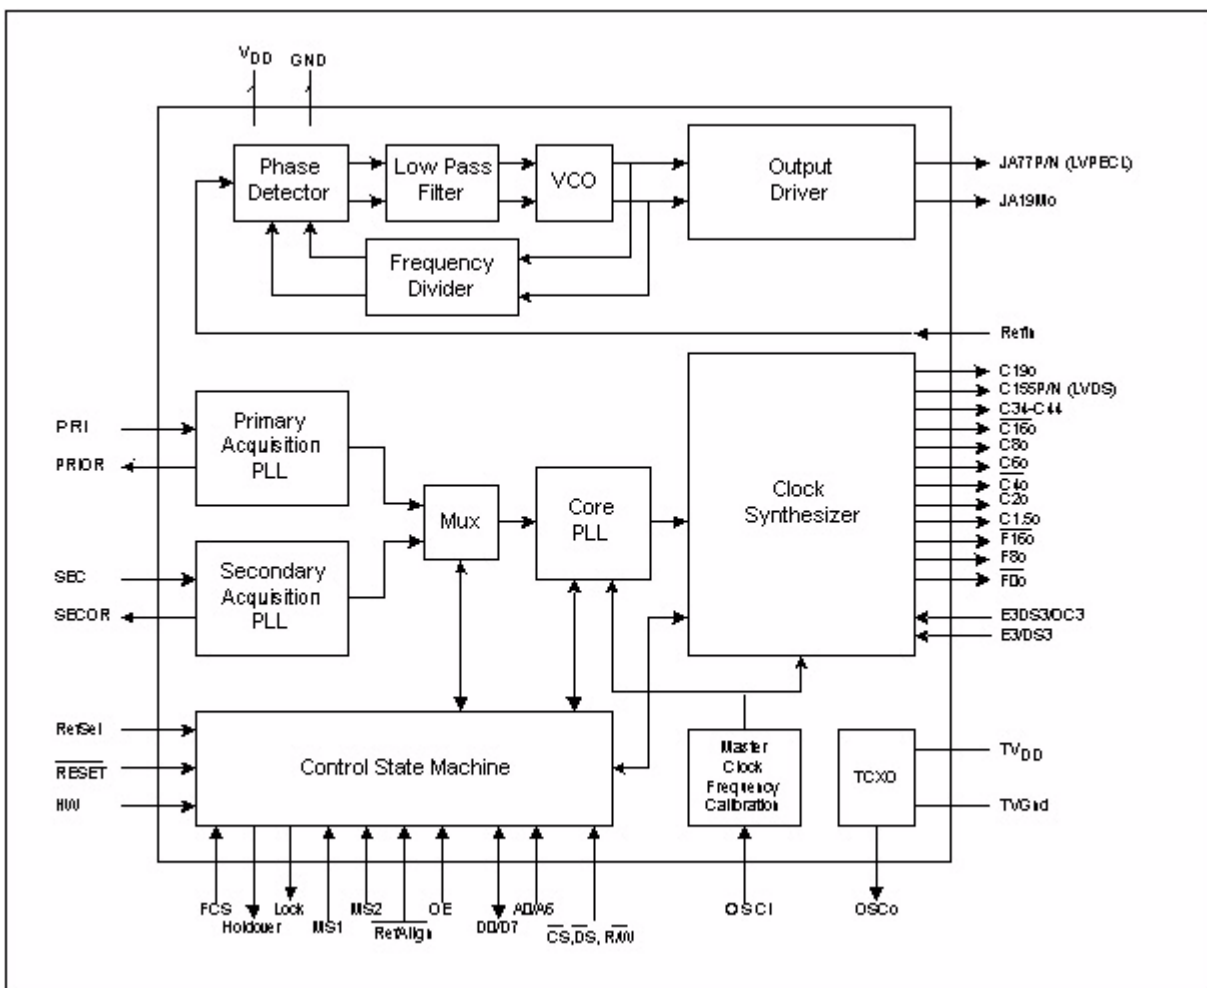 VDD
GND
Phase
Detector
Low Pass
Filter
VCO
Output
Driver
JA77P/N (LVPECL)
JA19Mo
Frequency
Divider
RefIn
Primary
Acquisition
PLL
PRI
PRIOR
Secondary
Acquisition
PLL
SEC
SECOR
Mux
Core
PLL
Clock
Synthesizer
C19o
C155P/N (LVDS)
C34-C44
C16o
C8o
C6o
C4o
C2o
C1.5o
F16o
F8o
F0o
E3DS3/OC3
E3/DS3
RefSel
RESET
HW
Control State Machine
Master
Clock
Frequency
Calibration
TCXO
TVDD
TVGnd
FCS
Holdover
Lock
MS1
MS2
RefAlign
OE
D0/D7
A0/A6
CS,DS, R/W
OSCi
OSCo